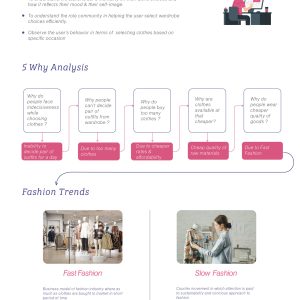 how it reflects their mood & their self-image.
To understand the role community in helping the user select wardrobe
choices efficiently.
Observe the user's behavior in terms of selecting clothes based on
specific occasion
5 Why Analysis
Why do
people face
indecisiveness
while
choosing
clothes ?
Why people
can't decide
pair of
outfits from
wardrobe ?
Why do
people buy
too many
clothes ?
Why are
clothes
available at
that
cheaper ?
Why do
people wear
cheaper
quality of
goods ?
Inability to
decide pair of
outfits for a day
Due to too many
clothes
Due to cheaper
rates &
affordability
Cheap quality of
raw materials
Due to Fast
Fashion
Fashion Trends
Fast Fashion
Slow Fashion
Business model of fashion industry where as
much as clothes are bought to market in short
period of time.
Counter movement in which attention is paid
to sustainability and conscious approach to
fashion.